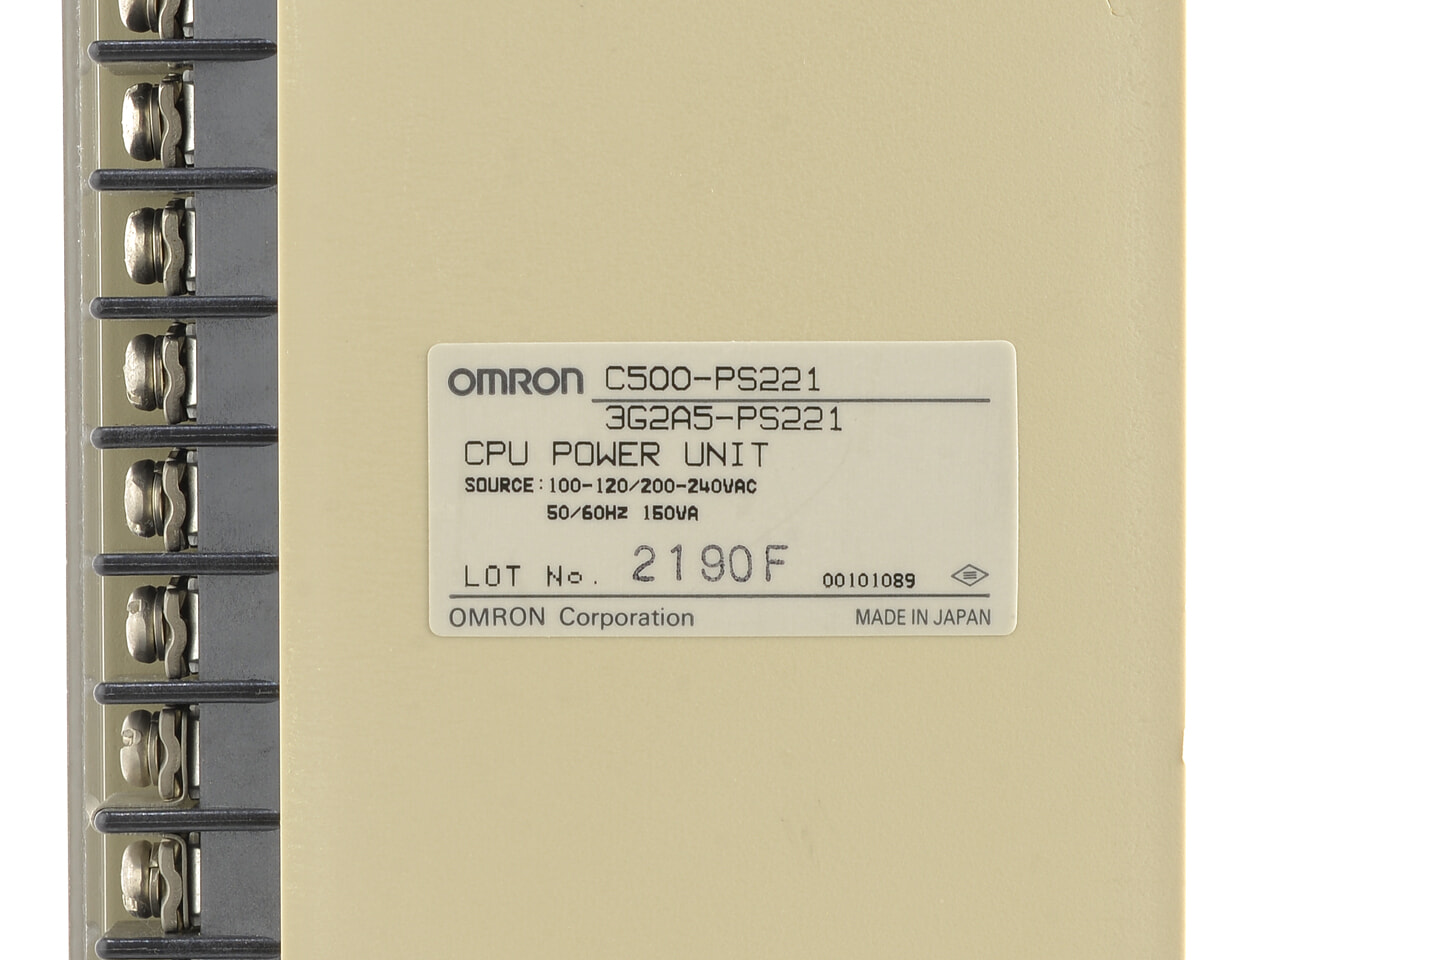 OMRON C500-PS221
3G2A5-PS221
CPU POWER UNIT
SOURCE:100-120/200-240VAC
50/60Hz 150VA
LOT No. 2190F 00101089
OMRON Corporation MADE IN JAPAN